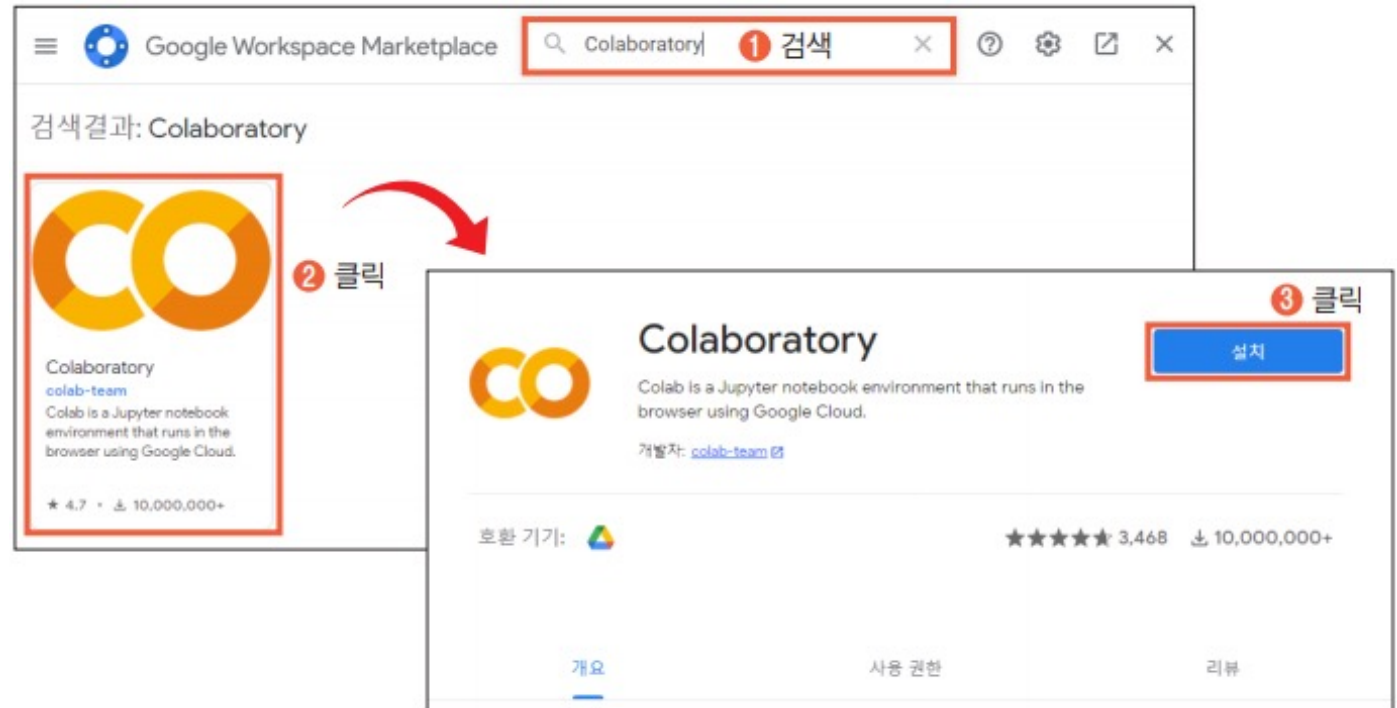 Google Workspace Marketplace
Colaboratory
❶ 검색
검색결과: Colaboratory
❷ 클릭
Colaboratory
colab-team
Colab is a Jupyter notebook
environment that runs in the
browser using Google Cloud.
★ 4.7 · 10,000,000+
❸ 클릭
Colaboratory
설치
Colab is a Jupyter notebook environment that runs in the
browser using Google Cloud.
개발자: colab-team
호환 기기:
3,468 10,000,000+
개요 사용 권한 리뷰